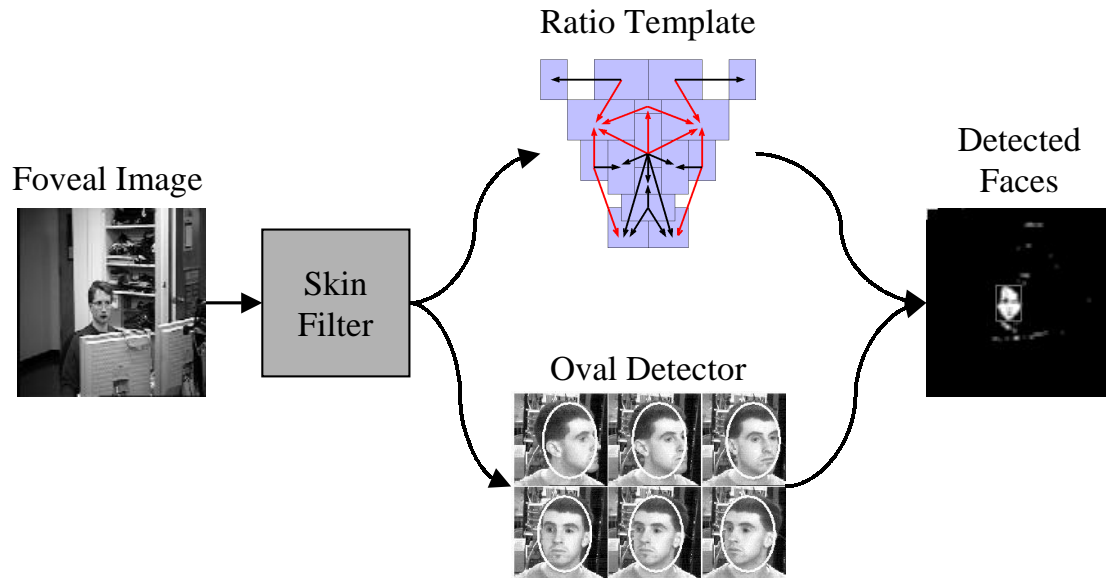 Ratio Template
Foveal Image
Skin
Filter
Oval Detector
Detected
Faces